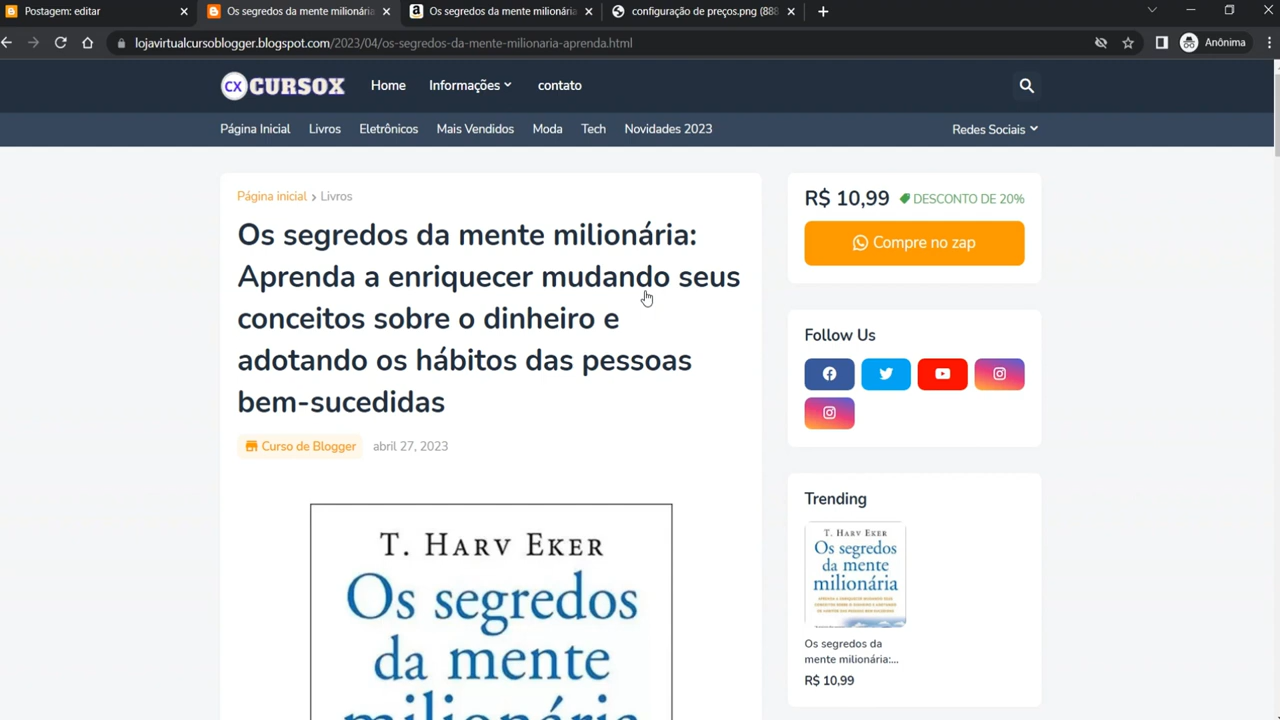 Postagem: editar
Os segredos da mente milionária
Os segredos da mente milionária
configuração de preços.png (888
lojavirtualcursoblogger.blogspot.com/2023/04/os-segredos-da-mente-milionaria-aprenda.html
Anônima
CX CURSOX
Home
Informações
contato
Página Inicial
Livros
Eletrônicos
Mais Vendidos
Moda
Tech
Novidades 2023
Redes Sociais
Página inicial > Livros
Os segredos da mente milionária:
Aprenda a enriquecer mudando seus
conceitos sobre o dinheiro e
adotando os hábitos das pessoas
bem-sucedidas
Curso de Blogger
abril 27, 2023
T. HARV EKER
Os segredos
da mente
milionária
R$ 10,99
DESCONTO DE 20%
Compre no zap
Follow Us
Trending
T. HARV EKER
Os segredos
da mente
milionária
Os segredos da
mente milionária:...
R$ 10,99